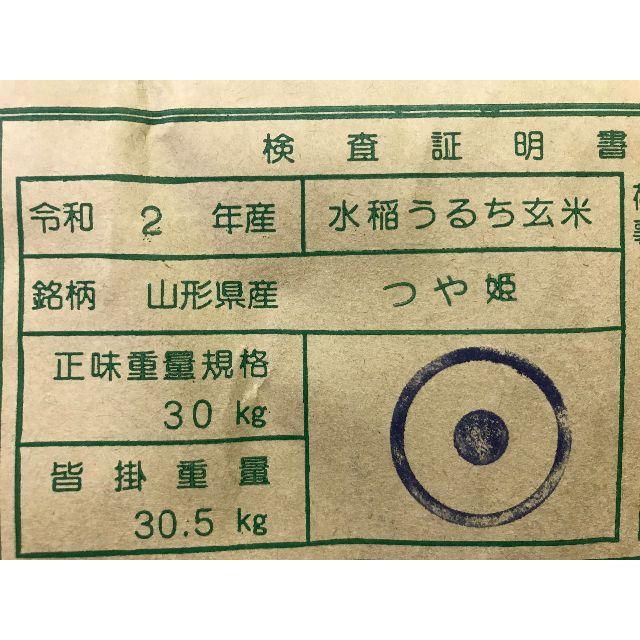 検査証明書
令和 2 年産 水稲うるち玄米
銘柄 山形県産 つや姫
正味重量規格
30 kg
皆掛重量
30.5 kg